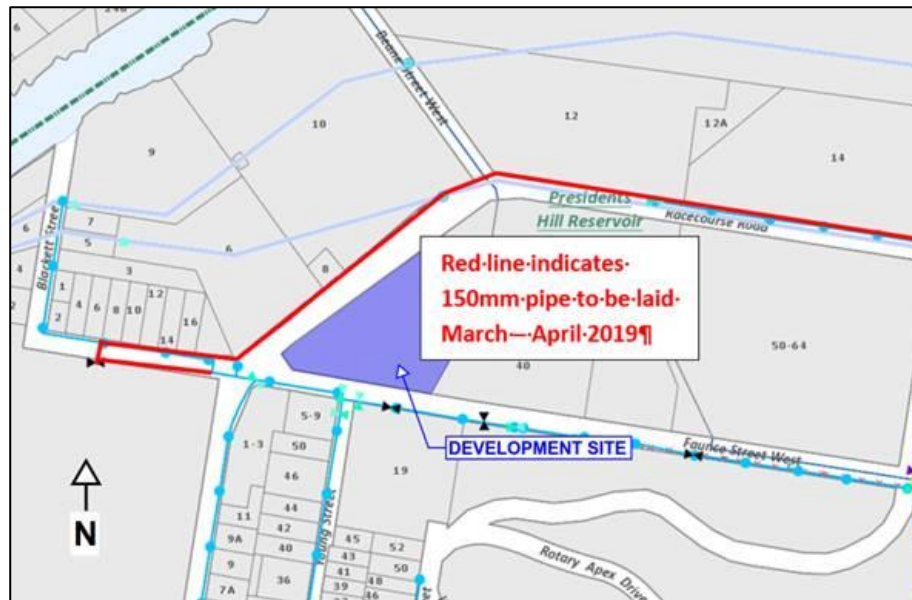 6
246
Beane Street West
12
12A
14
10
9
Presidents
Hill Reservoir
Racecourse Road
6
7
5
Blackett Street
6
3
4
8
Red·line·indicates·
150mm·pipe·to·be·laid·
March·–·April·2019¶
1
2
4
6
8
10
12
14
16
2
50-64
40
DEVELOPMENT SITE
Faunce Street West
5-9
1-3
50
46
19
44
11
42
9A
40
9
36
7A
Young Street
45
43
41
39
52
50
48
46
Rotary Apex Drive
N